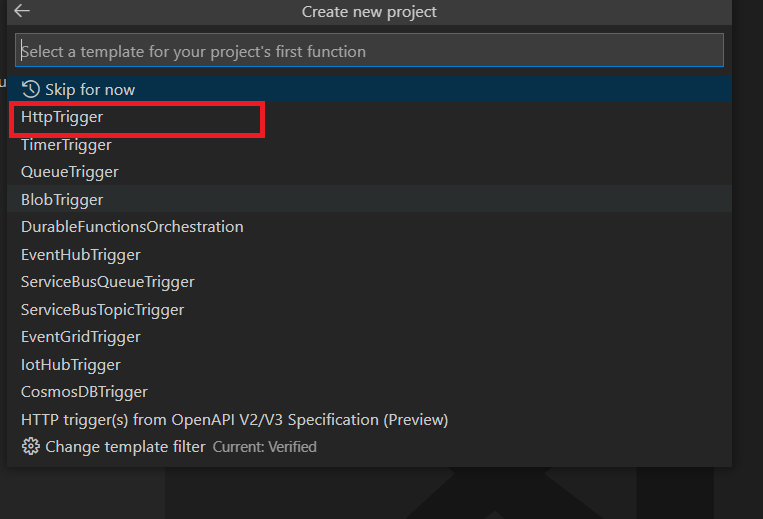 Create new project
Select a template for your project's first function
Skip for now
HttpTrigger
TimerTrigger
QueueTrigger
BlobTrigger
DurableFunctionsOrchestration
EventHubTrigger
ServiceBusQueueTrigger
ServiceBusTopicTrigger
EventGridTrigger
IotHubTrigger
CosmosDBTrigger
HTTP trigger(s) from OpenAPI V2/V3 Specification (Preview)
Change template filter Current: Verified